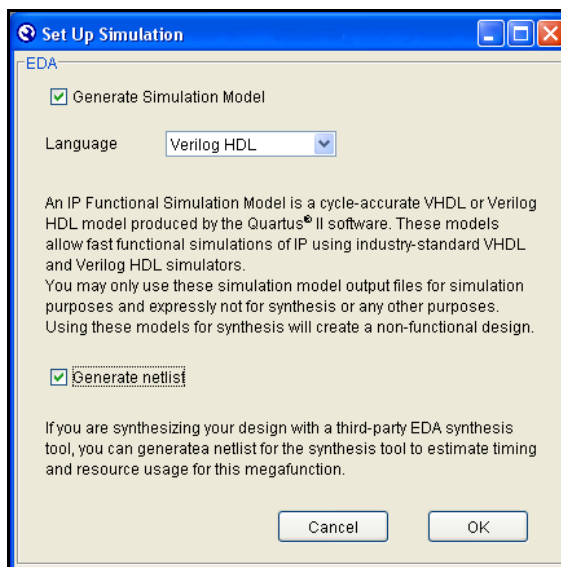 Set Up Simulation
EDA
Generate Simulation Model
Language Verilog HDL
An IP Functional Simulation Model is a cycle-accurate VHDL or Verilog
HDL model produced by the Quartus® II software. These models
allow fast functional simulations of IP using industry-standard VHDL
and Verilog HDL simulators.
You may only use these simulation model output files for simulation
purposes and expressly not for synthesis or any other purposes.
Using these models for synthesis will create a non-functional design.
Generate netlist
If you are synthesizing your design with a third-party EDA synthesis
tool, you can generatea netlist for the synthesis tool to estimate timing
and resource usage for this megafunction.
Cancel OK